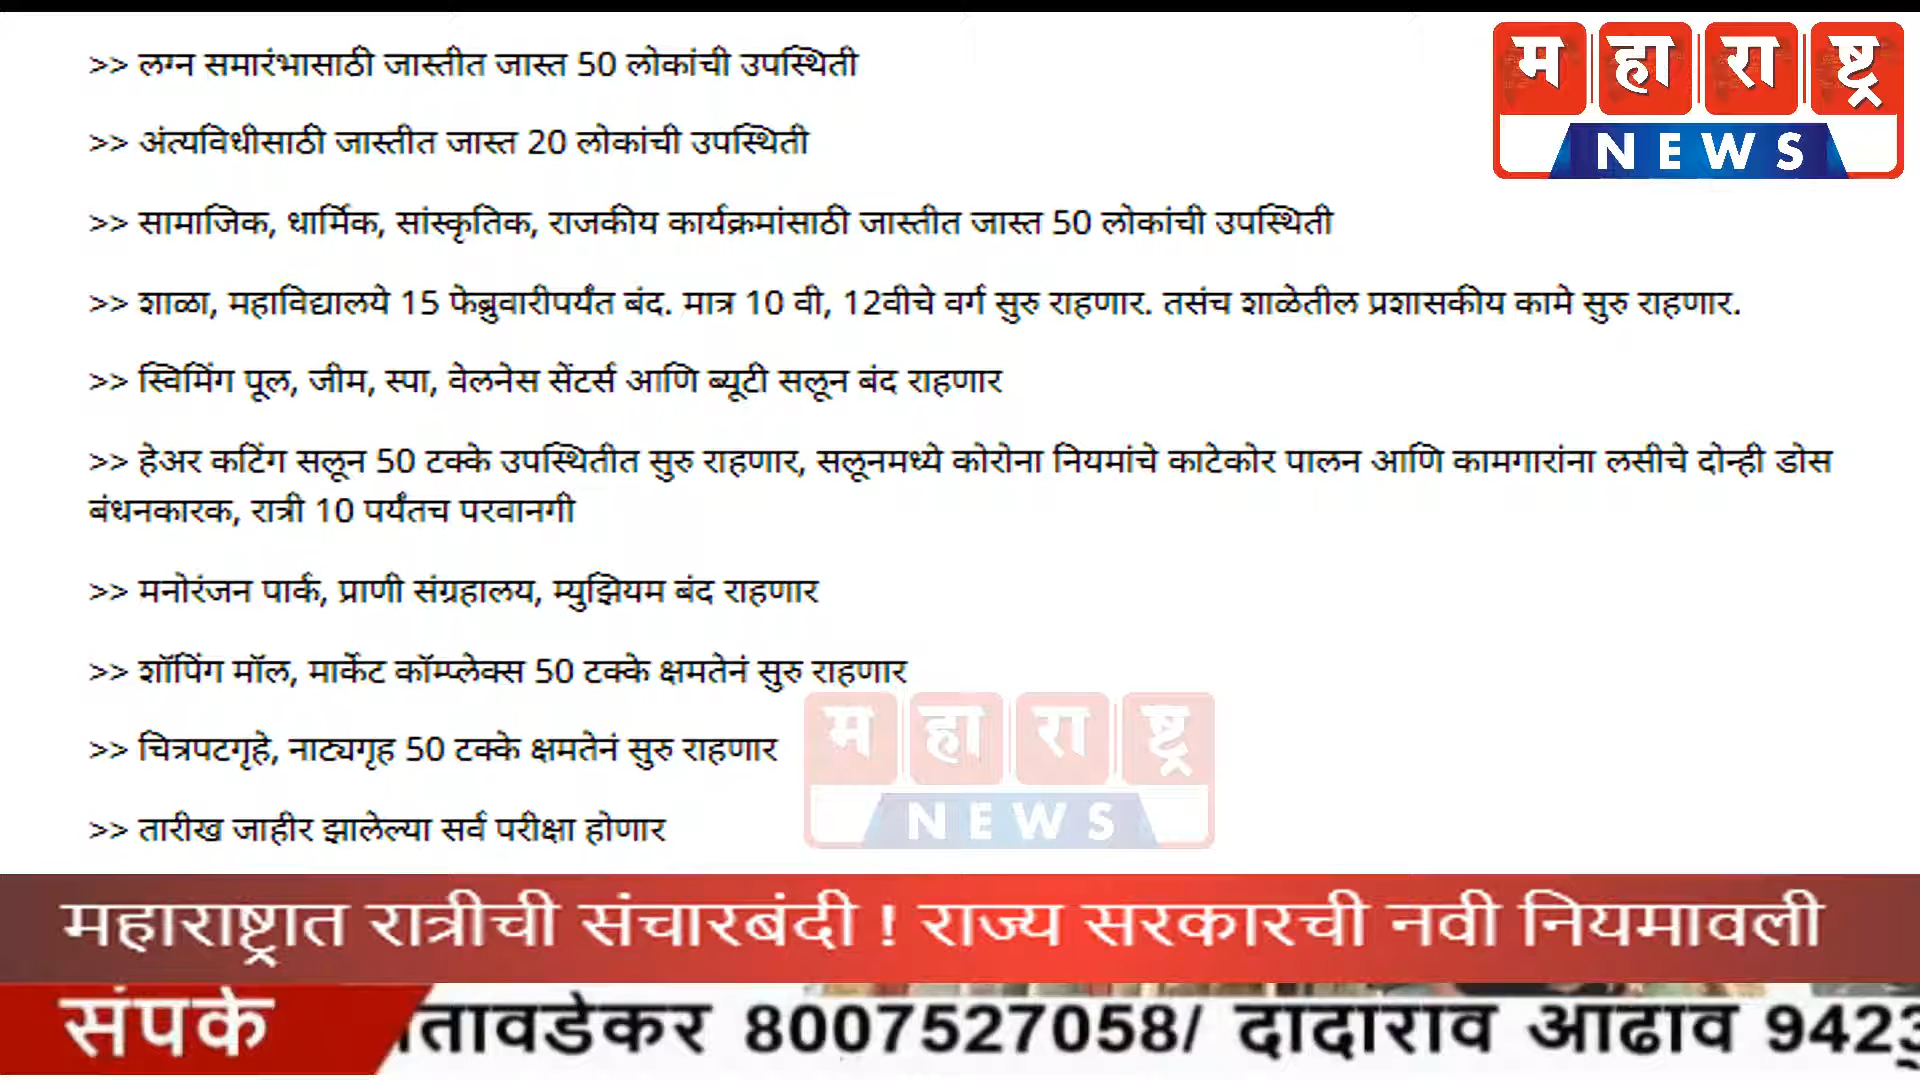 >> लग्न समारंभासाठी जास्तीत जास्त 50 लोकांची उपस्थिती
महाराष्ट्र
NEWS
>> अंत्यविधीसाठी जास्तीत जास्त 20 लोकांची उपस्थिती
>> सामाजिक, धार्मिक, सांस्कृतिक, राजकीय कार्यक्रमांसाठी जास्तीत जास्त 50 लोकांची उपस्थिती
>> शाळा, महाविद्यालये 15 फेब्रुवारीपर्यंत बंद. मात्र 10 वी, 12वीचे वर्ग सुरु राहणार. तसंच शाळेतील प्रशासकीय कामे सुरु राहणार.
>> स्विमिंग पूल, जीम, स्पा, वेलनेस सेंटर्स आणि ब्यूटी सलून बंद राहणार
>> हेअर कटिंग सलून 50 टक्के उपस्थितीत सुरु राहणार, सलूनमध्ये कोरोना नियमांचे काटेकोर पालन आणि कामगारांना लसीचे दोन्ही डोस
बंधनकारक, रात्री 10 पर्यंतच परवानगी
>> मनोरंजन पार्क, प्राणी संग्रहालय, म्युझियम बंद राहणार
>> शॉपिंग मॉल, मार्केट कॉम्प्लेक्स 50 टक्के क्षमतेनं सुरु राहणार
>> चित्रपटगृहे, नाट्यगृह 50 टक्के क्षमतेनं सुरु राहणार
महाराष्ट्र
NEWS
>> तारीख जाहीर झालेल्या सर्व परीक्षा होणार
महाराष्ट्रात रात्रीची संचारबंदी ! राज्य सरकारची नवी नियमावली
संपर्क तावडेकर 8007527058/ दादाराव आढाव 9423